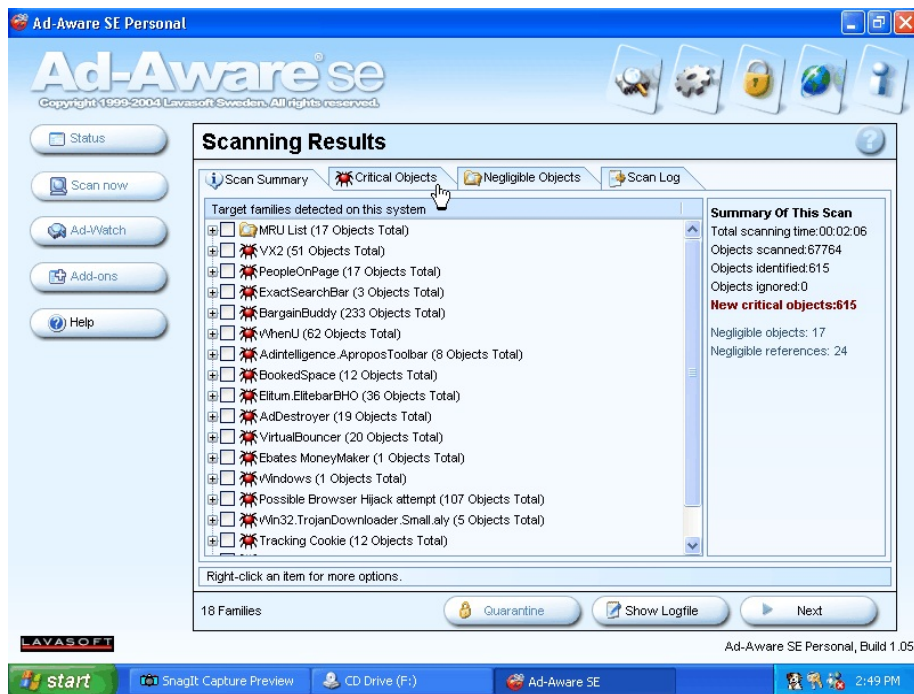 Ad-Aware SE Personal
Ad-Aware SE
Copyright 1999-2004 Lavasoft Sweden. All rights reserved.
Status
Scan now
Ad-Watch
Add-ons
Help
Scanning Results
Scan Summary
Critical Objects
Negligible Objects
Scan Log
Target families detected on this system
MRU List (17 Objects Total)
VX2 (51 Objects Total)
PeopleOnPage (17 Objects Total)
ExactSearchBar (3 Objects Total)
BargainBuddy (233 Objects Total)
WhenU (62 Objects Total)
Adintelligence.AproposToolbar (8 Objects Total)
BookedSpace (12 Objects Total)
Elitum.ElitebarBHO (36 Objects Total)
AdDestroyer (19 Objects Total)
VirtualBouncer (20 Objects Total)
Ebates MoneyMaker (1 Objects Total)
Windows (1 Objects Total)
Possible Browser Hijack attempt (107 Objects Total)
Win32.TrojanDownloader.Small.aly (5 Objects Total)
Tracking Cookie (12 Objects Total)
Summary Of This Scan
Total scanning time:00:02:06
Objects scanned:67764
Objects identified:615
Objects ignored:0
New critical objects:615
Negligible objects: 17
Negligible references: 24
Right-click an item for more options.
18 Families
Quarantine
Show Logfile
Next
LAVASOFT
Ad-Aware SE Personal, Build 1.05
start
SnagIt Capture Preview
CD Drive (F:)
Ad-Aware SE
2:49 PM